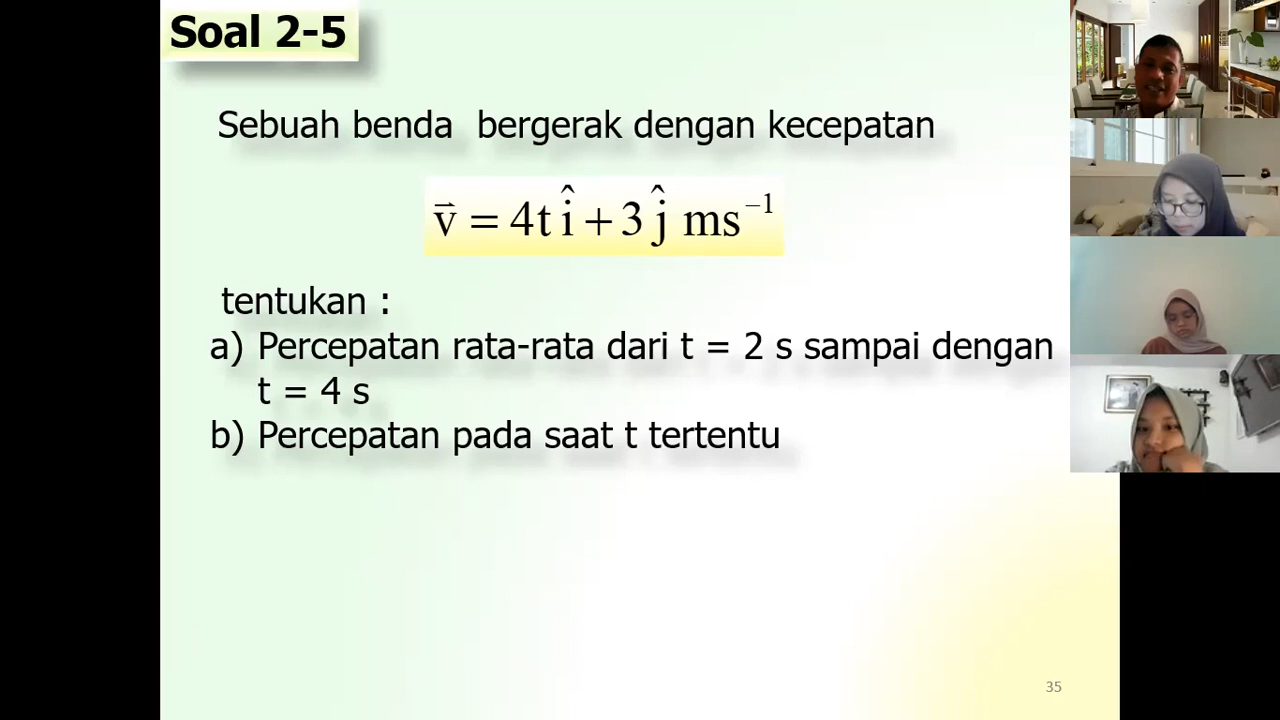 Soal 2-5
Sebuah benda bergerak dengan kecepatan
v⃗ = 4t î + 3 ĵ ms⁻¹
tentukan :
a) Percepatan rata-rata dari t = 2 s sampai dengan
t = 4 s
b) Percepatan pada saat t tertentu
35